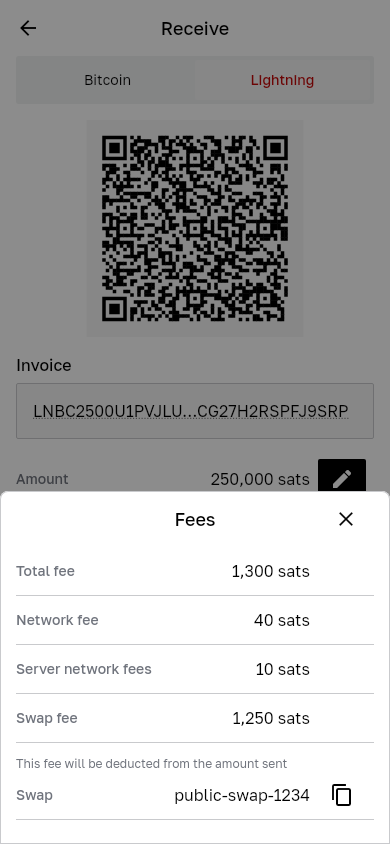 Receive
Bitcoin
Lightning
Invoice
LNBC2500U1PVJLU...CG27H2RSPFJ9SRP
Amount 250,000 sats
Fees
Total fee 1,300 sats
Network fee 40 sats
Server network fees 10 sats
Swap fee 1,250 sats
This fee will be deducted from the amount sent
Swap public-swap-1234